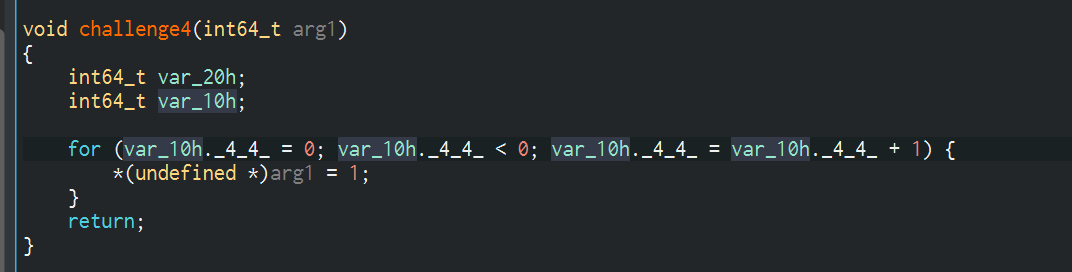 void challenge4(int64_t arg1)
{
    int64_t var_20h;
    int64_t var_10h;
    for (var_10h._4_4_ = 0; var_10h._4_4_ < 0; var_10h._4_4_ = var_10h._4_4_ + 1) {
        *(undefined *)arg1 = 1;
    }
    return;
}